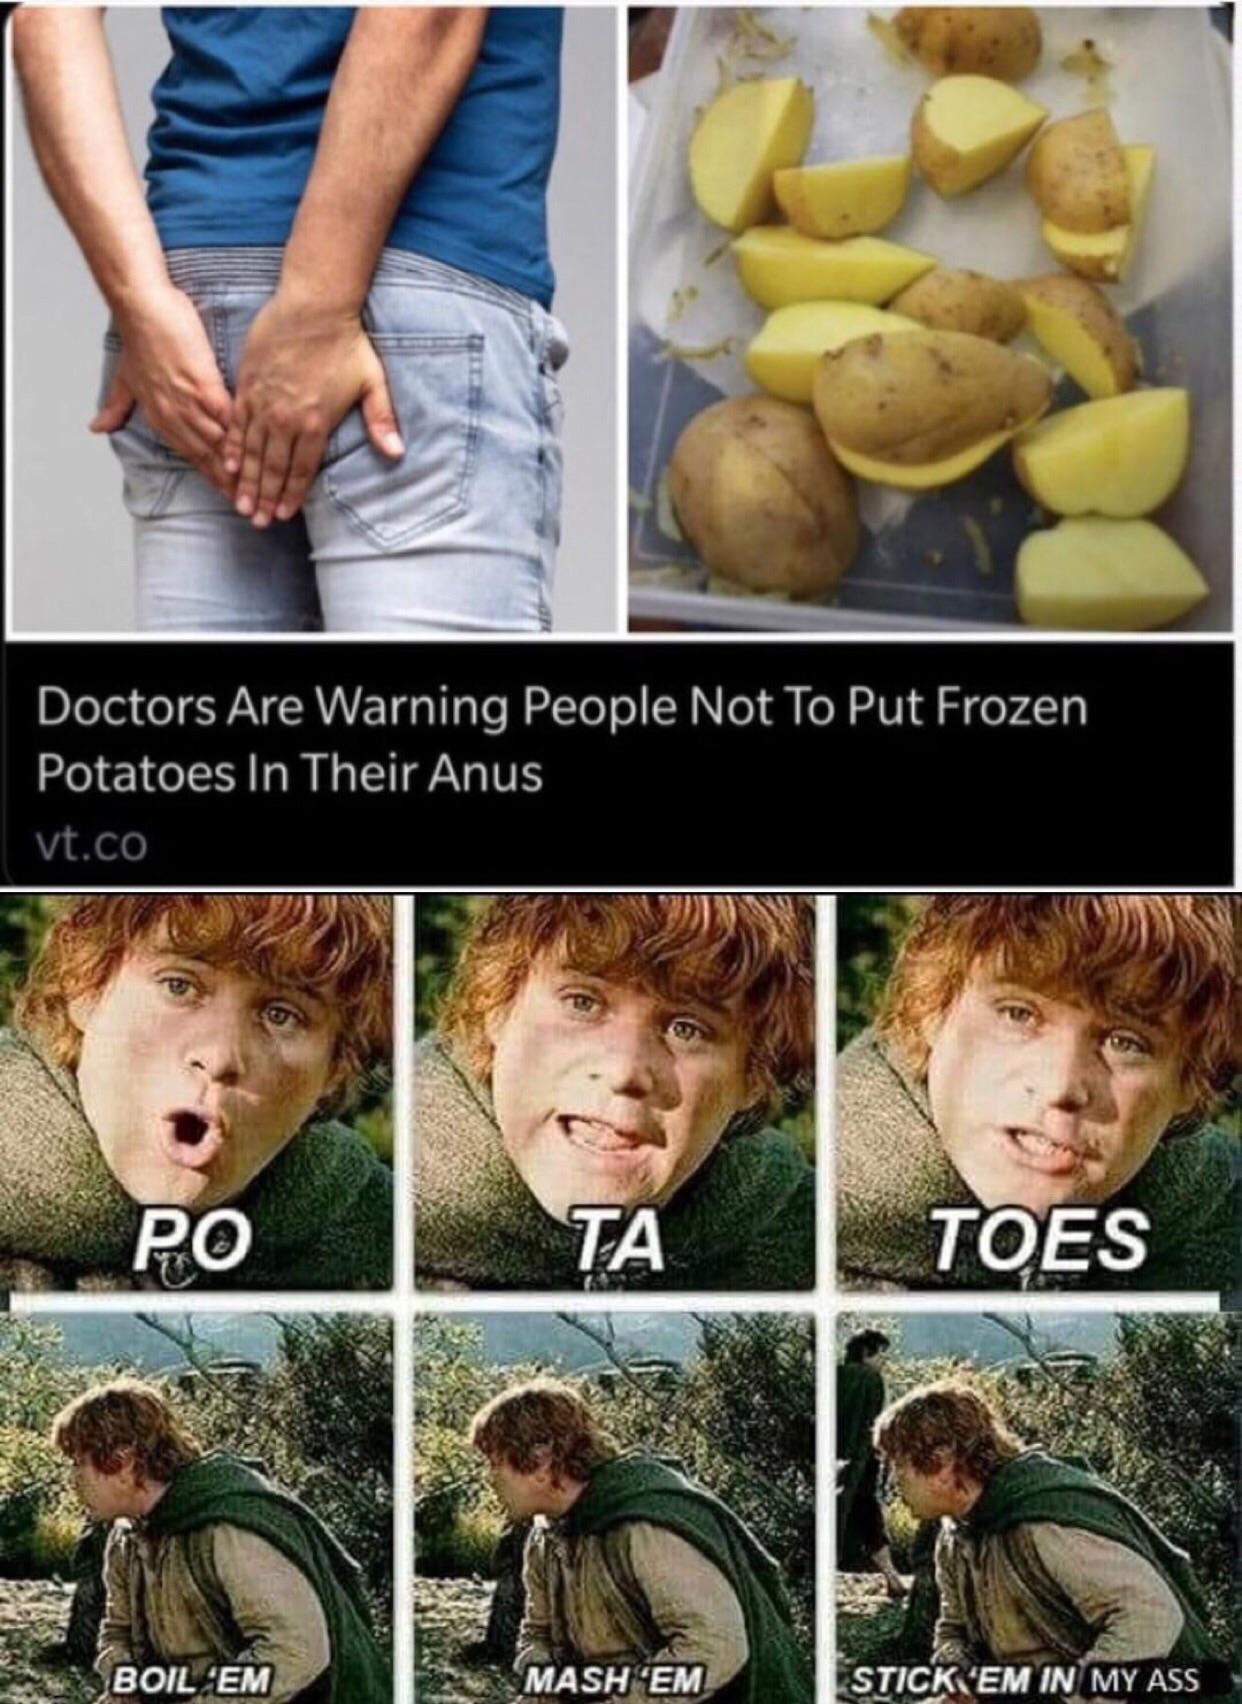 Doctors Are Warning People Not To Put Frozen
Potatoes In Their Anus
vt.co
PO
TA
TOES
BOIL 'EM
MASH 'EM
STICK 'EM IN MY ASS